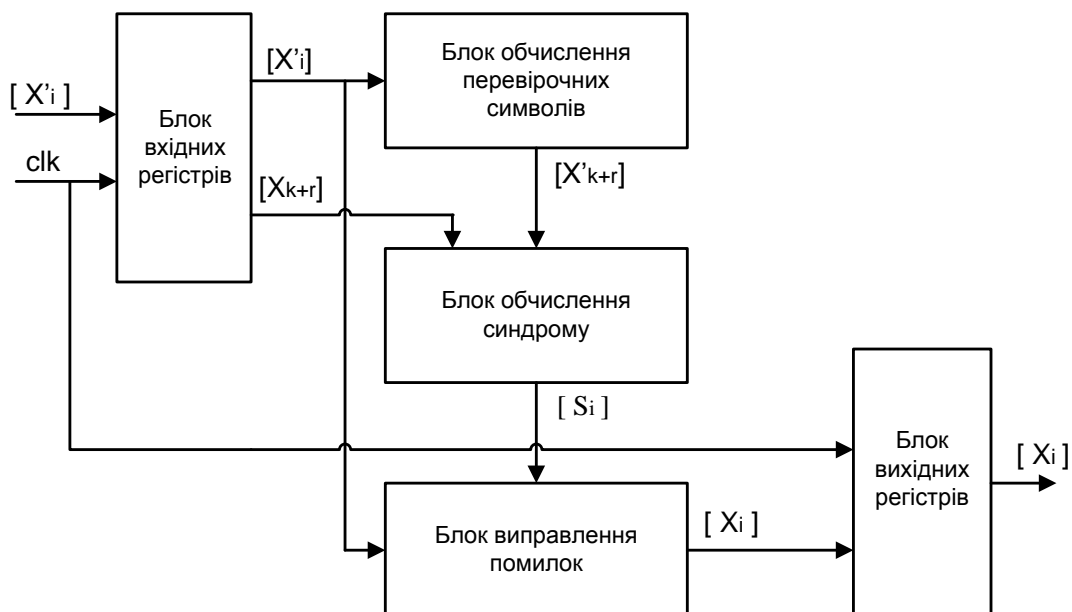 [ X'i ]
clk
Блок
вхідних
регістрів
[X'i]
[Xk+r]
Блок обчислення
перевірочних
символів
[X'k+r]
Блок обчислення
синдрому
[ Si ]
Блок виправлення
помилок
[ Xi ]
Блок
вихідних
регістрів
[ Xi ]